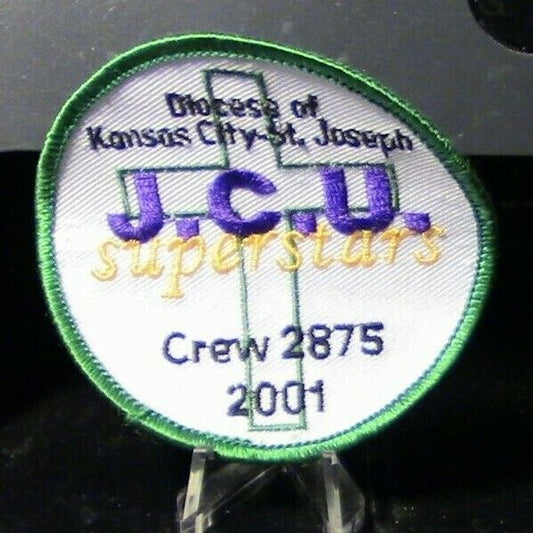 Diocese of
Kansas City-St. Joseph
J.C.U.
superstars
Crew 2875
2001